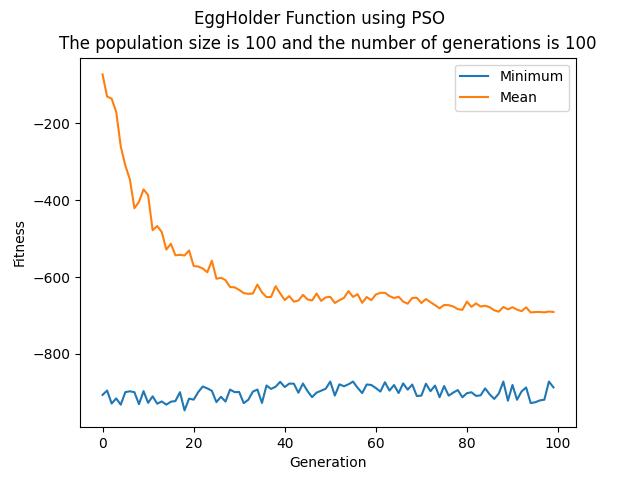 EggHolder Function using PSO
The population size is 100 and the number of generations is 100
Minimum
Mean
−200
−400
−600
−800
Fitness
0 20 40 60 80 100
Generation